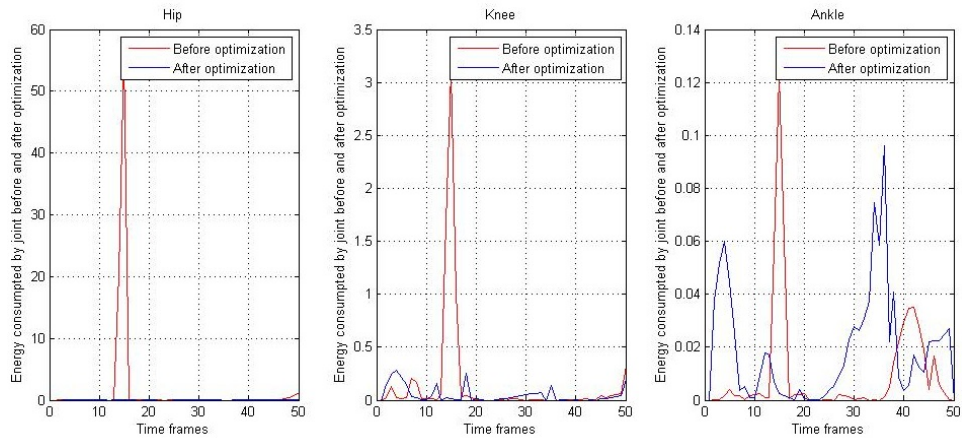 Hip
Energy consumpted by joint before and after optimization
60
50
40
30
20
10
0
Before optimization
After optimization
0 10 20 30 40 50
Time frames
Knee
Energy consumpted by joint before and after optimization
3.5
3
2.5
2
1.5
1
0.5
0
Before optimization
After optimization
0 10 20 30 40 50
Time frames
Ankle
Energy consumpted by joint before and after optimization
0.14
0.12
0.1
0.08
0.06
0.04
0.02
0
Before optimization
After optimization
0 10 20 30 40 50
Time frames